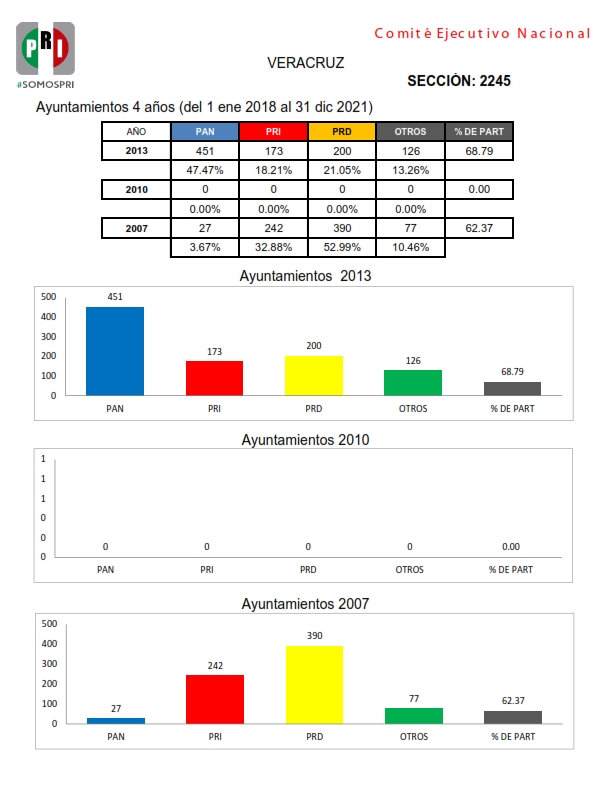 Comité Ejecutivo Nacional
PRI
#SOMOSPRI
VERACRUZ
SECCIÓN: 2245
Ayuntamientos 4 años (del 1 ene 2018 al 31 dic 2021)
AÑO PAN PRI PRD OTROS % DE PART
2013 451 173 200 126 68.79
47.47% 18.21% 21.05% 13.26%
2010 0 0 0 0 0.00
0.00% 0.00% 0.00% 0.00%
2007 27 242 390 77 62.37
3.67% 32.88% 52.99% 10.46%
Ayuntamientos 2013
500
400
300
200
100
0
451 173 200 126 68.79
PAN PRI PRD OTROS % DE PART
Ayuntamientos 2010
1
1
1
0
0
0
0 0 0 0 0.00
PAN PRI PRD OTROS % DE PART
Ayuntamientos 2007
500
400
300
200
100
0
27 242 390 77 62.37
PAN PRI PRD OTROS % DE PART